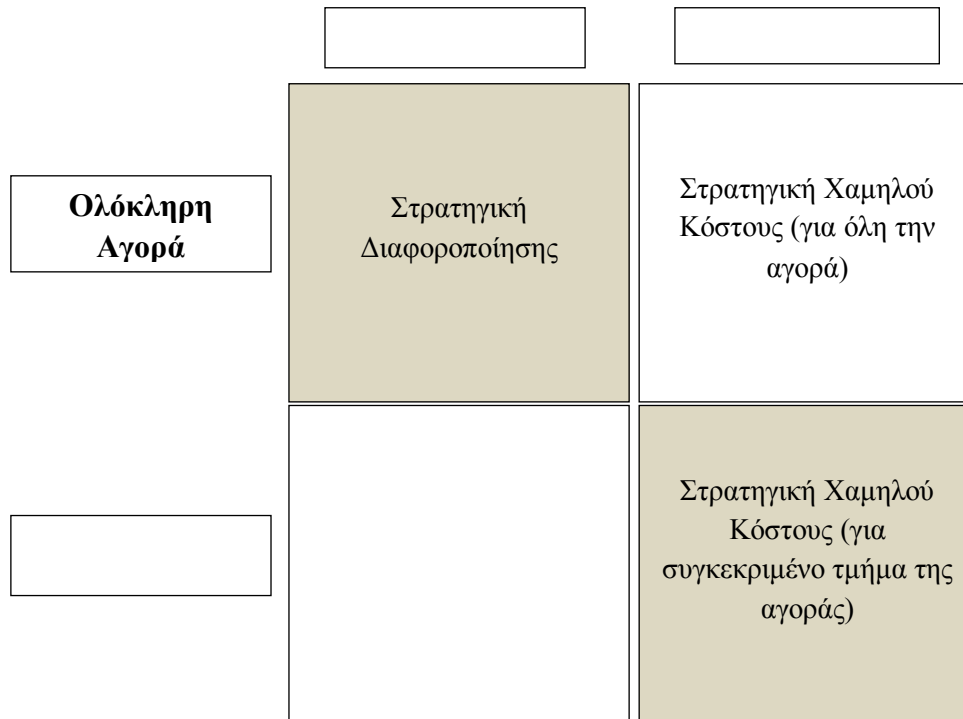 Ολόκληρη
Αγορά
Στρατηγική
Διαφοροποίησης
Στρατηγική Χαμηλού
Κόστους (για όλη την
αγορά)
Στρατηγική Χαμηλού
Κόστους (για
συγκεκριμένο τμήμα της
αγοράς)